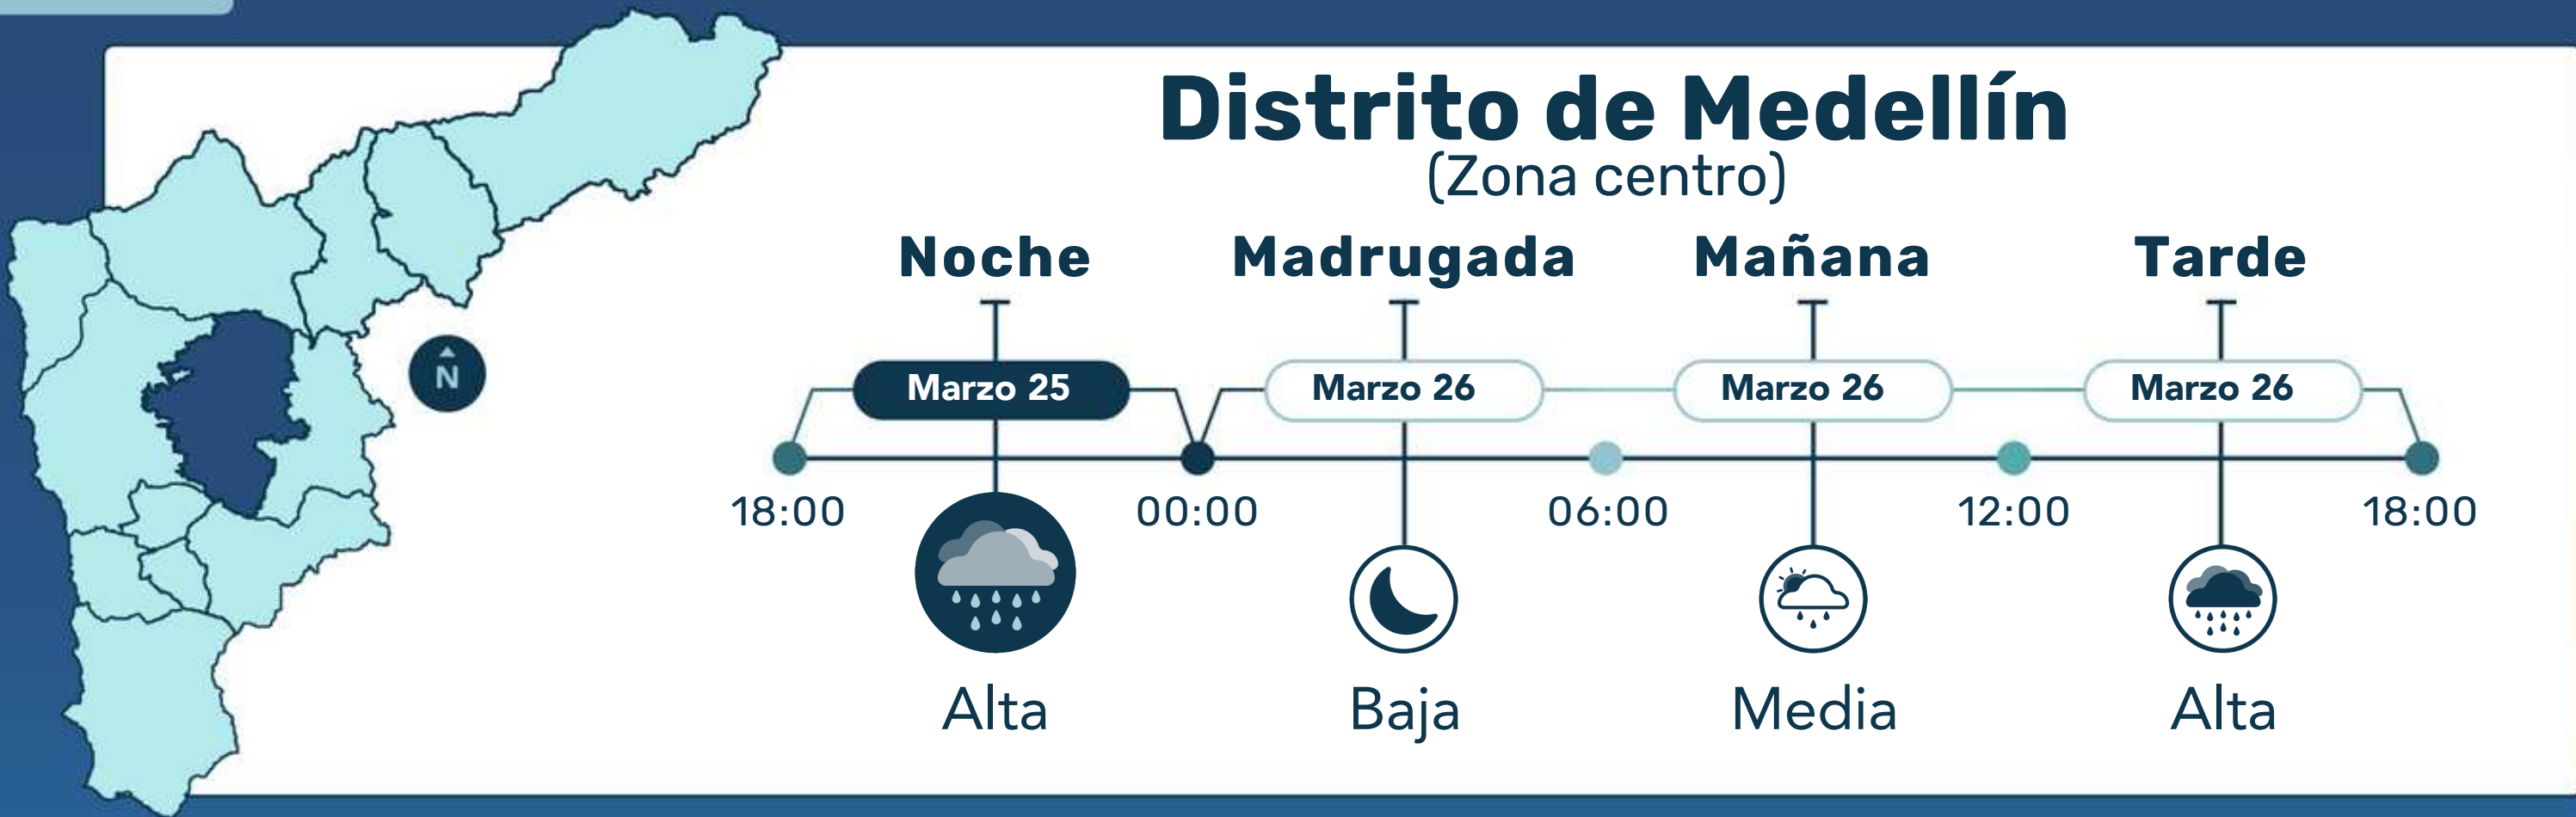 Distrito de Medellín
(Zona centro)
Noche Madrugada Mañana Tarde
N
Marzo 25 Marzo 26 Marzo 26 Marzo 26
18:00 00:00 06:00 12:00 18:00
Alta Baja Media Alta